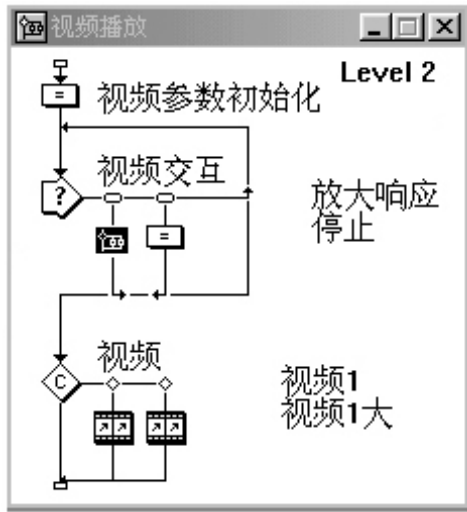 视频播放
Level 2
=
视频参数初始化
视频交互
?
放大响应
停止
=
视频
C
视频1
视频1大